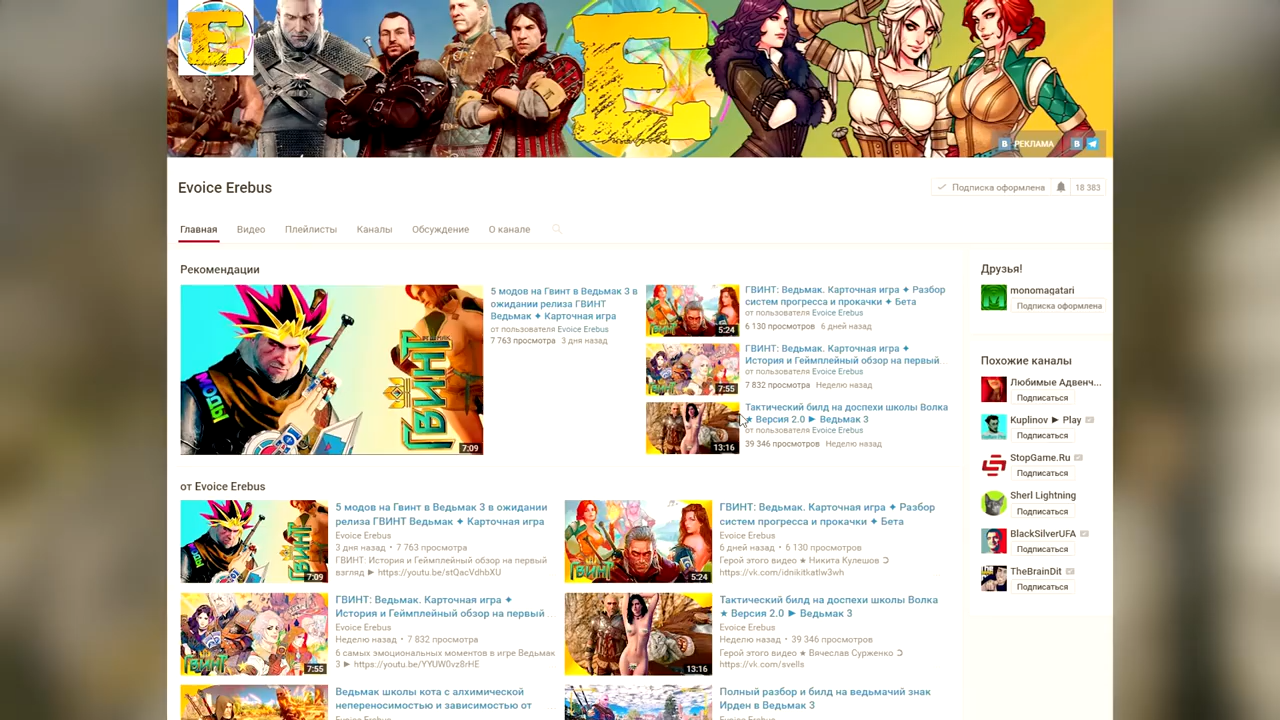 E
E
В РЕКЛАМА В
Evoice Erebus
Подписка оформлена 18 383
Главная Видео Плейлисты Каналы Обсуждение О канале
Рекомендации
ГВИНТ
7:09
5 модов на Гвинт в Ведьмак 3 в
ожидании релиза ГВИНТ
Ведьмак ✦ Карточная игра
от пользователя Evoice Erebus
7 763 просмотра 3 дня назад
ГВИНТ
5:24
ГВИНТ: Ведьмак. Карточная игра ✦ Разбор
систем прогресса и прокачки ✦ Бета
от пользователя Evoice Erebus
6 130 просмотров 6 дней назад
ГВИНТ
7:55
ГВИНТ: Ведьмак. Карточная игра ✦
История и Геймплейный обзор на первый...
от пользователя Evoice Erebus
7 832 просмотра Неделю назад
13:16
Тактический билд на доспехи школы Волка
★ Версия 2.0 ► Ведьмак 3
от пользователя Evoice Erebus
39 346 просмотров Неделю назад
Друзья!
monomagatari
Подписка оформлена
Похожие каналы
Любимые Адвенч...
Подписаться
Kuplinov ► Play
Подписаться
StopGame.Ru
Подписаться
Sherl Lightning
Подписаться
BlackSilverUFA
Подписаться
TheBrainDit
Подписаться
от Evoice Erebus
ГВИНТ
7:09
5 модов на Гвинт в Ведьмак 3 в ожидании
релиза ГВИНТ Ведьмак ✦ Карточная игра
Evoice Erebus
3 дня назад • 7 763 просмотра
ГВИНТ: История и Геймплейный обзор на первый
взгляд ► https://youtu.be/stQacVdhbXU
ГВИНТ
5:24
ГВИНТ: Ведьмак. Карточная игра ✦ Разбор
систем прогресса и прокачки ✦ Бета
Evoice Erebus
6 дней назад • 6 130 просмотров
Герой этого видео ★ Никита Кулешов Ͽ
https://vk.com/idnikitkatlw3wh
ГВИНТ
7:55
ГВИНТ: Ведьмак. Карточная игра ✦
История и Геймплейный обзор на первый ...
Evoice Erebus
Неделю назад • 7 832 просмотра
6 самых эмоциональных моментов в игре Ведьмак
3 ► https://youtu.be/YYUW0vz8rHE
13:16
Тактический билд на доспехи школы Волка
★ Версия 2.0 ► Ведьмак 3
Evoice Erebus
Неделю назад • 39 346 просмотров
Герой этого видео ★ Вячеслав Сурженко Ͽ
https://vk.com/svells
Ведьмак школы кота с алхимической
непереносимостью и зависимостью от ...
Полный разбор и билд на ведьмачий знак
Ирден в Ведьмак 3